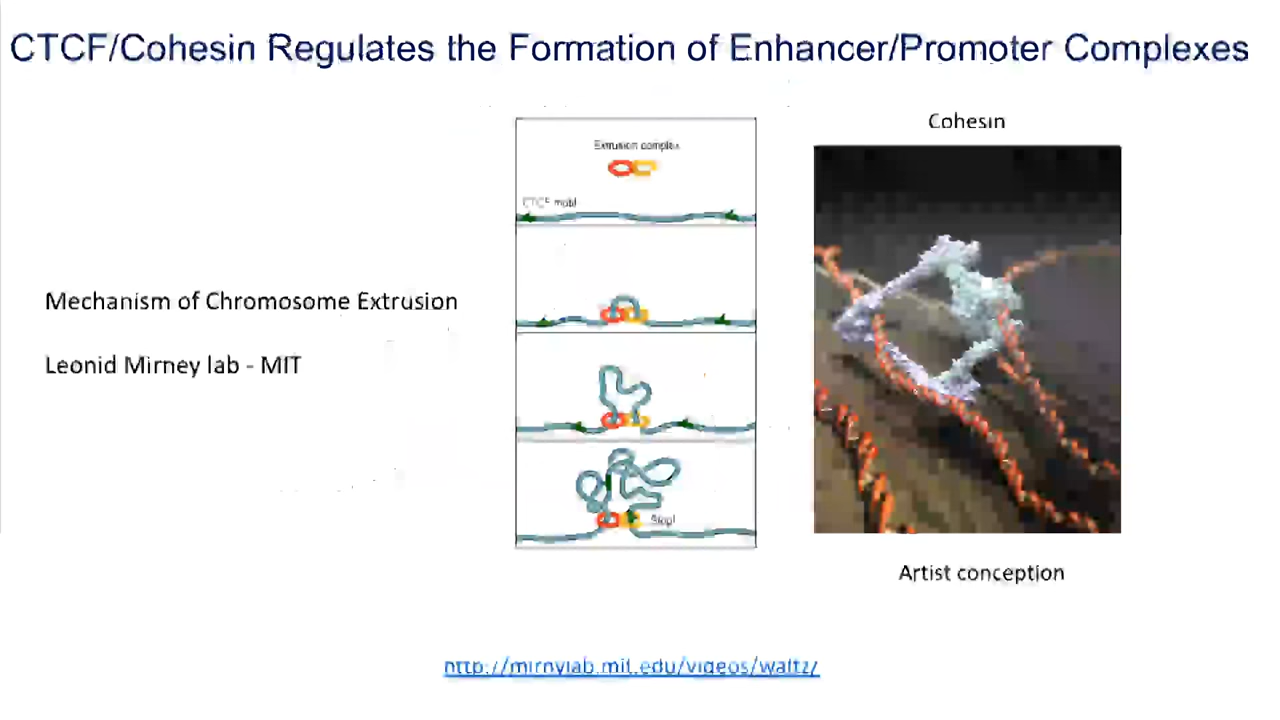 CTCF/Cohesin Regulates the Formation of Enhancer/Promoter Complexes
Cohesin
Extrusion complex
CTCF motif
Mechanism of Chromosome Extrusion
Leonid Mirney lab - MIT
Stop!
Artist conception
http://mirnylab.mit.edu/videos/waltz/